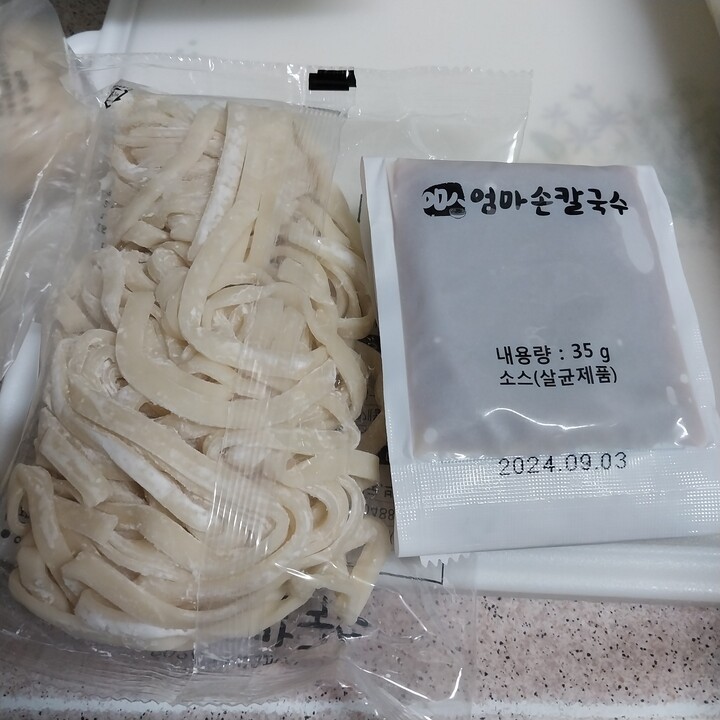 엄마손칼국수
내용량 : 35 g
소스(살균제품)
2024.09.03